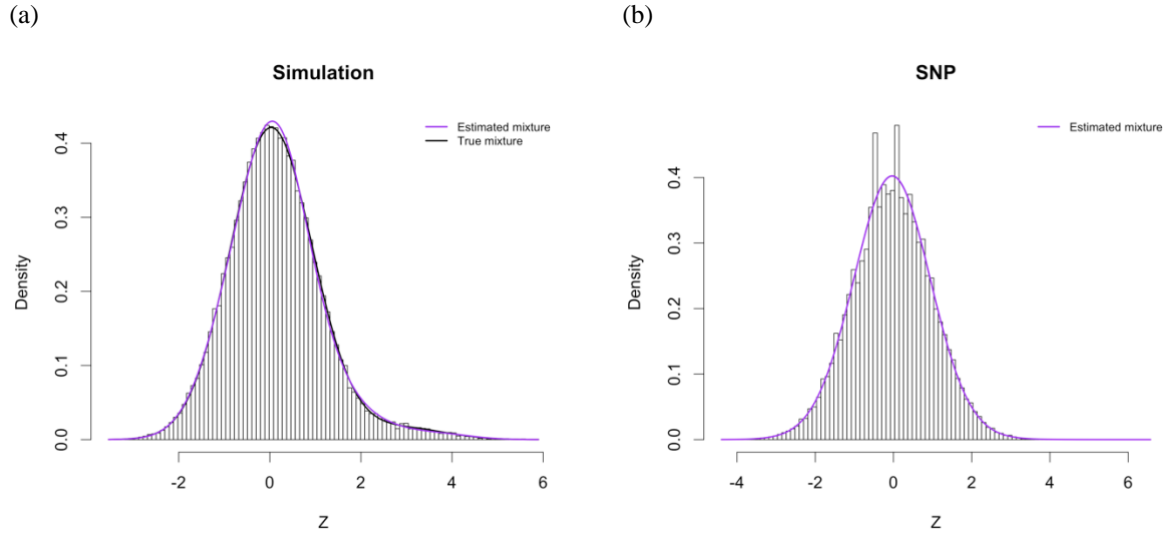 (a)
Simulation
Estimated mixture
True mixture
Density
0.0
0.1
0.2
0.3
0.4
-2
0
2
4
6
Z
(b)
SNP
Estimated mixture
Density
0.0
0.1
0.2
0.3
0.4
-4
-2
0
2
4
6
Z